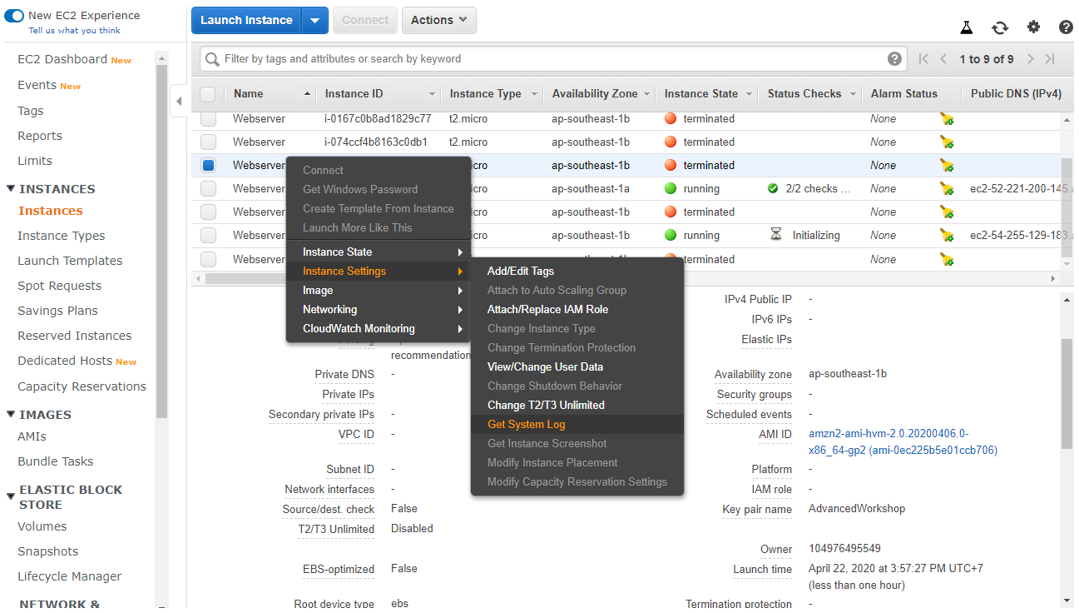 New EC2 Experience
Tell us what you think
EC2 Dashboard New
Events New
Tags
Reports
Limits
INSTANCES
Instances
Instance Types
Launch Templates
Spot Requests
Savings Plans
Reserved Instances
Dedicated Hosts New
Capacity Reservations
IMAGES
AMIs
Bundle Tasks
ELASTIC BLOCK
STORE
Volumes
Snapshots
Lifecycle Manager
NETWORK &
Launch Instance
Connect
Actions
Filter by tags and attributes or search by keyword
1 to 9 of 9
Name Instance ID Instance Type Availability Zone Instance State Status Checks Alarm Status Public DNS (IPv4)
Webserver i-0167c0b8ad1829c77 t2.micro ap-southeast-1b terminated None
Webserver i-074ccf4b8163c0db1 t2.micro ap-southeast-1b terminated None
Webserver ap-southeast-1b terminated None
Webserver ap-southeast-1a running 2/2 checks ... None ec2-52-221-200-145.
Webserver ap-southeast-1b terminated None
Webserver ap-southeast-1b running Initializing None ec2-54-255-129-183.
Webserver terminated None
Connect
Get Windows Password
Create Template From Instance
Launch More Like This
Instance State
Instance Settings
Image
Networking
CloudWatch Monitoring
Add/Edit Tags
Attach to Auto Scaling Group
Attach/Replace IAM Role
Change Instance Type
Change Termination Protection
View/Change User Data
Change Shutdown Behavior
Change T2/T3 Unlimited
Get System Log
Get Instance Screenshot
Modify Instance Placement
Modify Capacity Reservation Settings
recommendation
Private DNS -
Private IPs -
Secondary private IPs -
VPC ID -
Subnet ID -
Network interfaces -
Source/dest. check False
T2/T3 Unlimited Disabled
EBS-optimized False
Root device type ebs
IPv4 Public IP -
IPv6 IPs -
Elastic IPs
Availability zone ap-southeast-1b
Security groups -
Scheduled events -
AMI ID amzn2-ami-hvm-2.0.20200406.0-
x86_64-gp2 (ami-0ec225b5e01ccb706)
Platform -
IAM role -
Key pair name AdvancedWorkshop
Owner 104976495549
Launch time April 22, 2020 at 3:57:27 PM UTC+7
(less than one hour)
Termination protection -